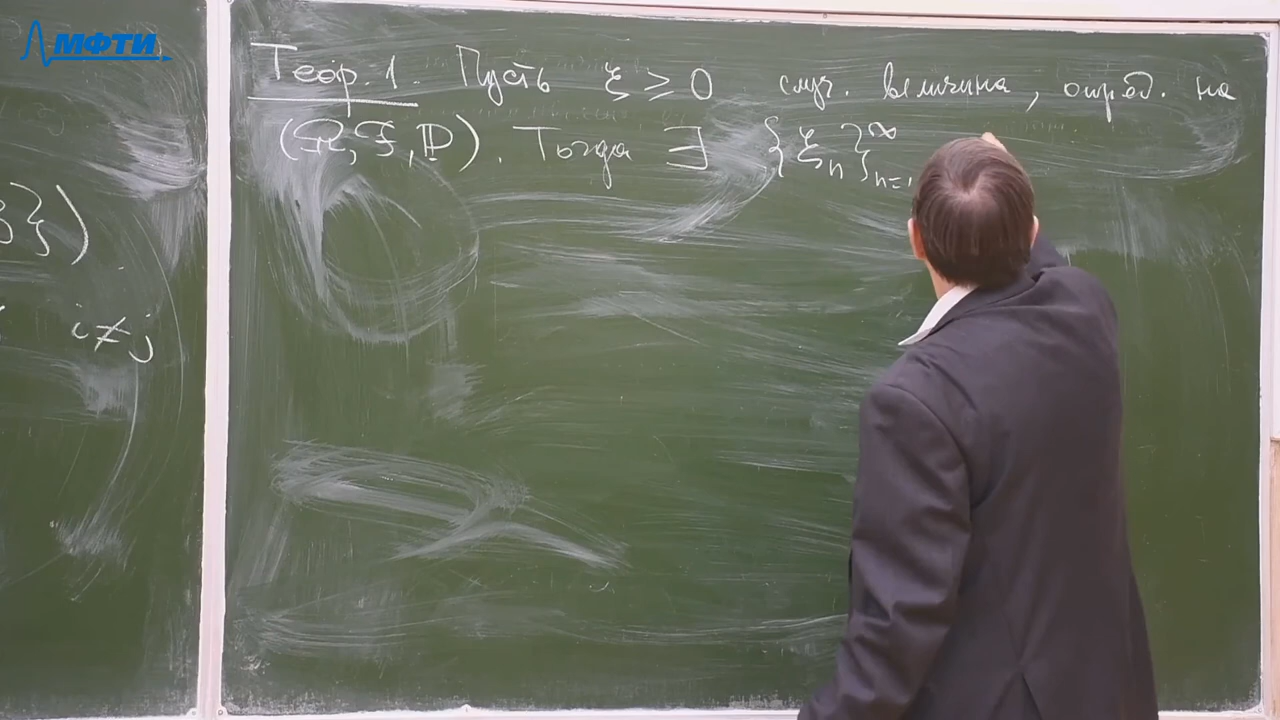 МФТИ
Теор. 1. Пусть ξ ≥ 0 случ. величина, опред. на
(Ω, F, ℙ). Тогда ∃ {ξₙ}ₙ₌₁^∞
}})
i≠j